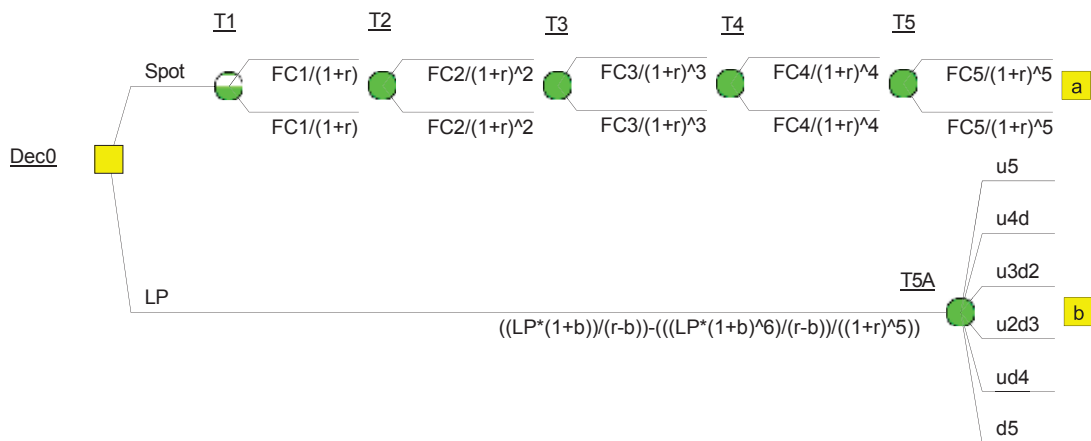 T1 T2 T3 T4 T5
Spot FC1/(1+r) FC2/(1+r)^2 FC3/(1+r)^3 FC4/(1+r)^4 FC5/(1+r)^5
a
FC1/(1+r) FC2/(1+r)^2 FC3/(1+r)^3 FC4/(1+r)^4 FC5/(1+r)^5
Dec0
u5
u4d
T5A u3d2
LP
b
((LP*(1+b))/(r-b))-(((LP*(1+b)^6)/(r-b))/((1+r)^5)) u2d3
ud4
d5